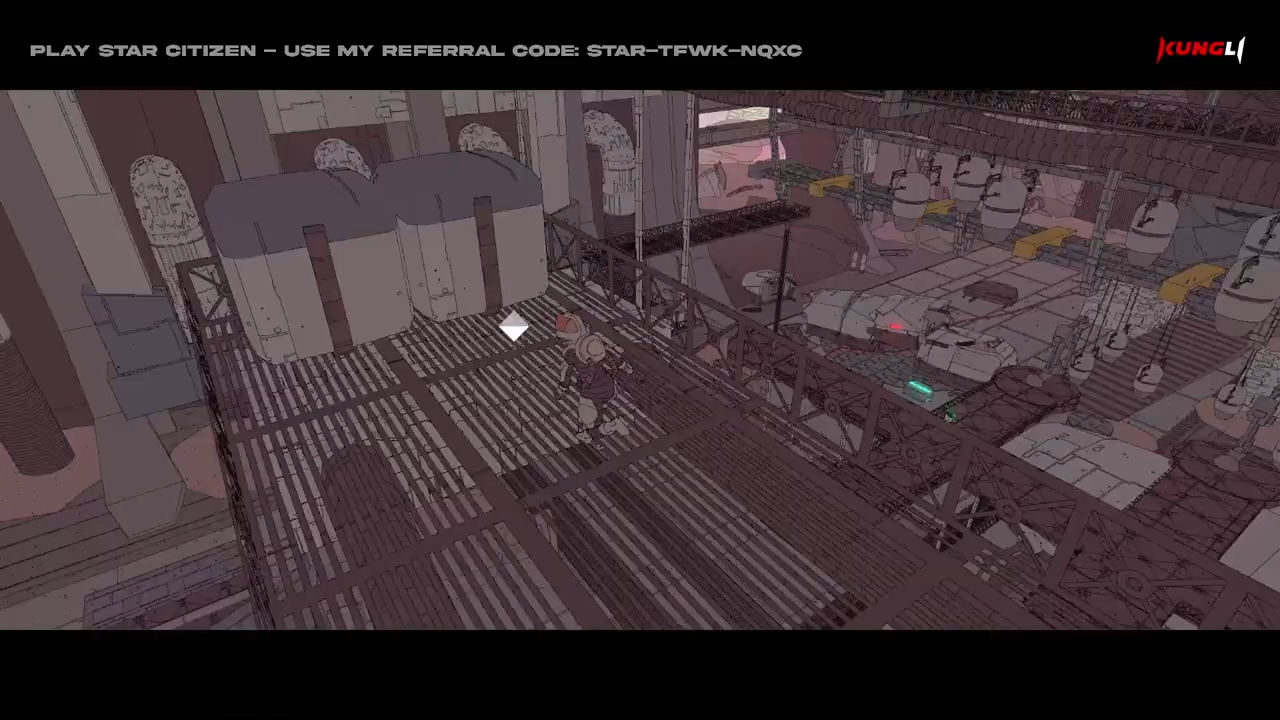 PLAY STAR CITIZEN – USE MY REFERRAL CODE: STAR-TFWK-NQXC
KUNGLI